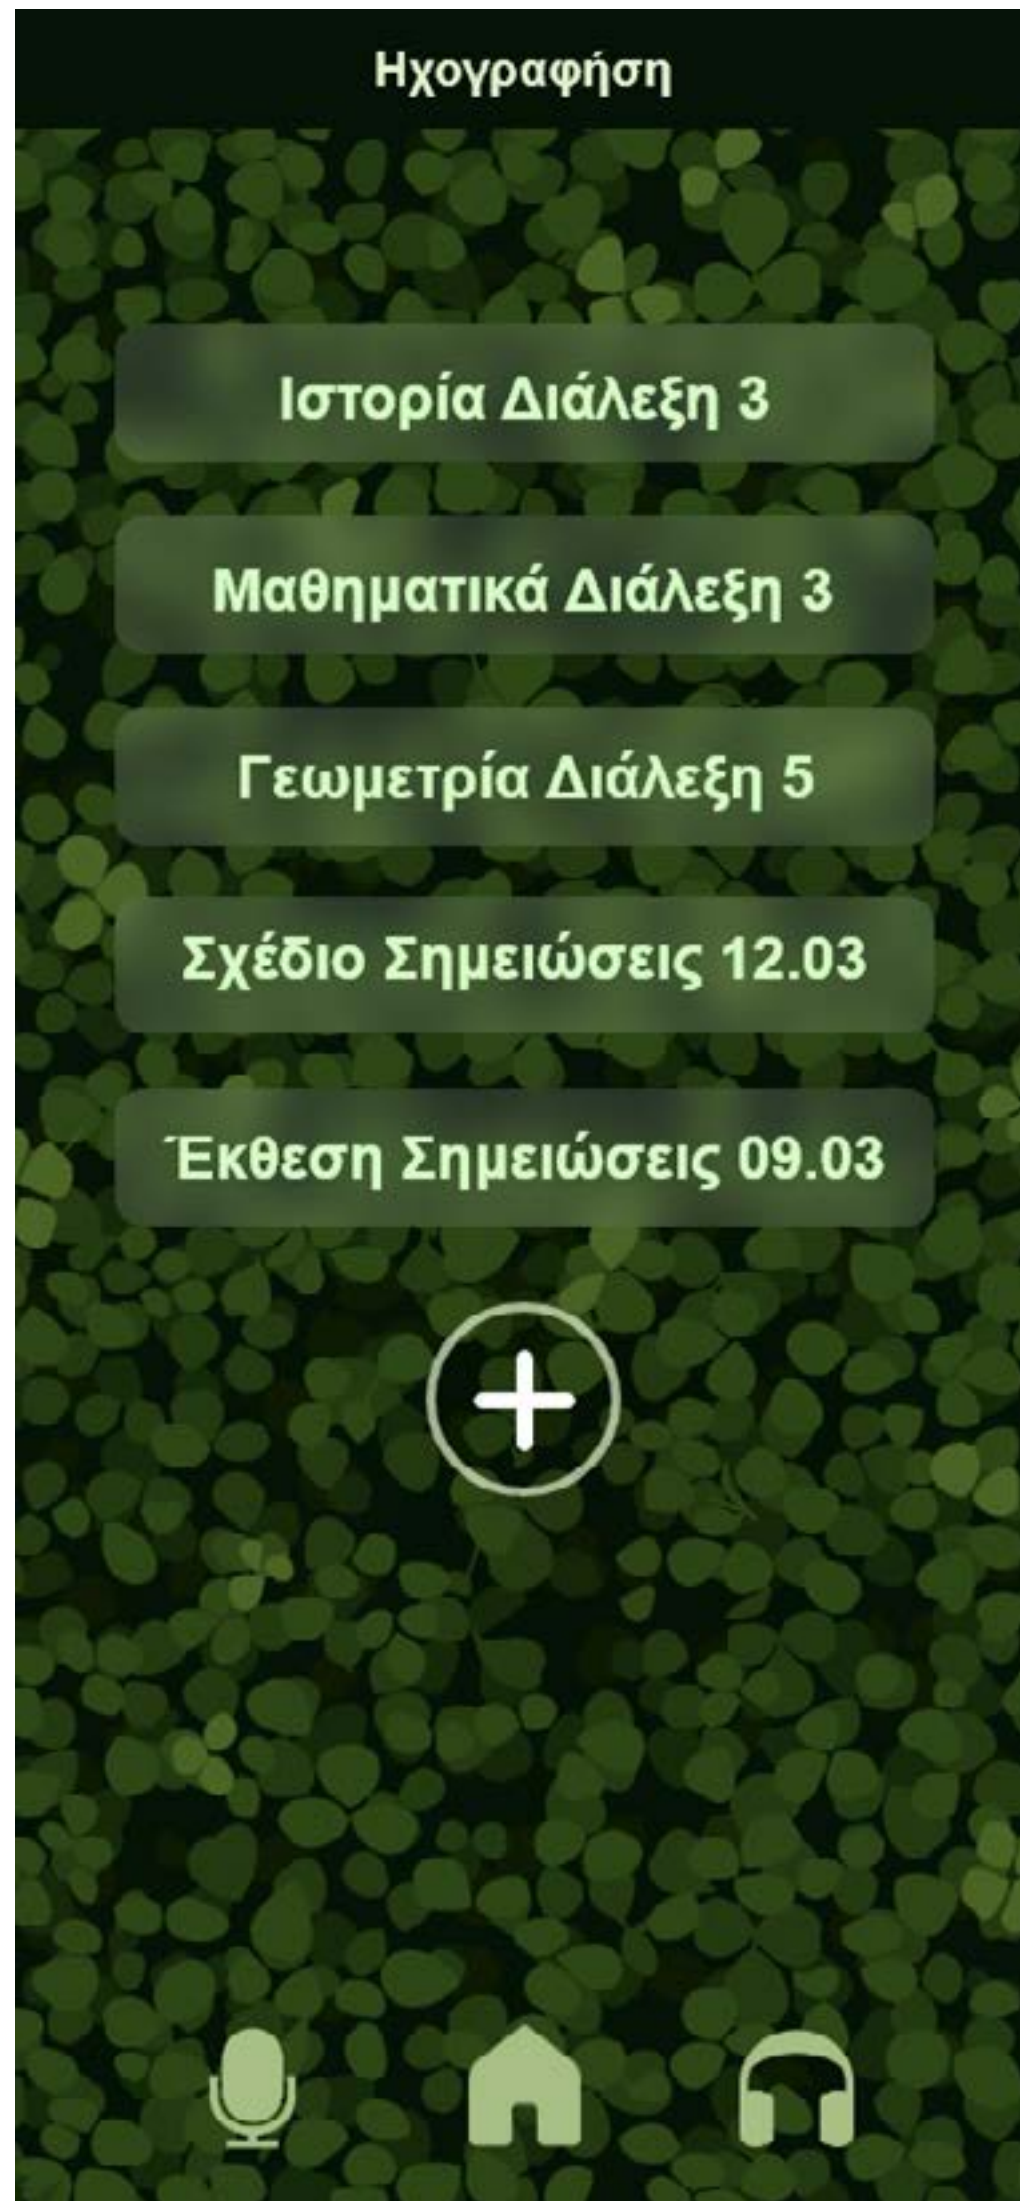 Ηχογραφήση
Ιστορία Διάλεξη 3
Μαθηματικά Διάλεξη 3
Γεωμετρία Διάλεξη 5
Σχέδιο Σημειώσεις 12.03
Έκθεση Σημειώσεις 09.03